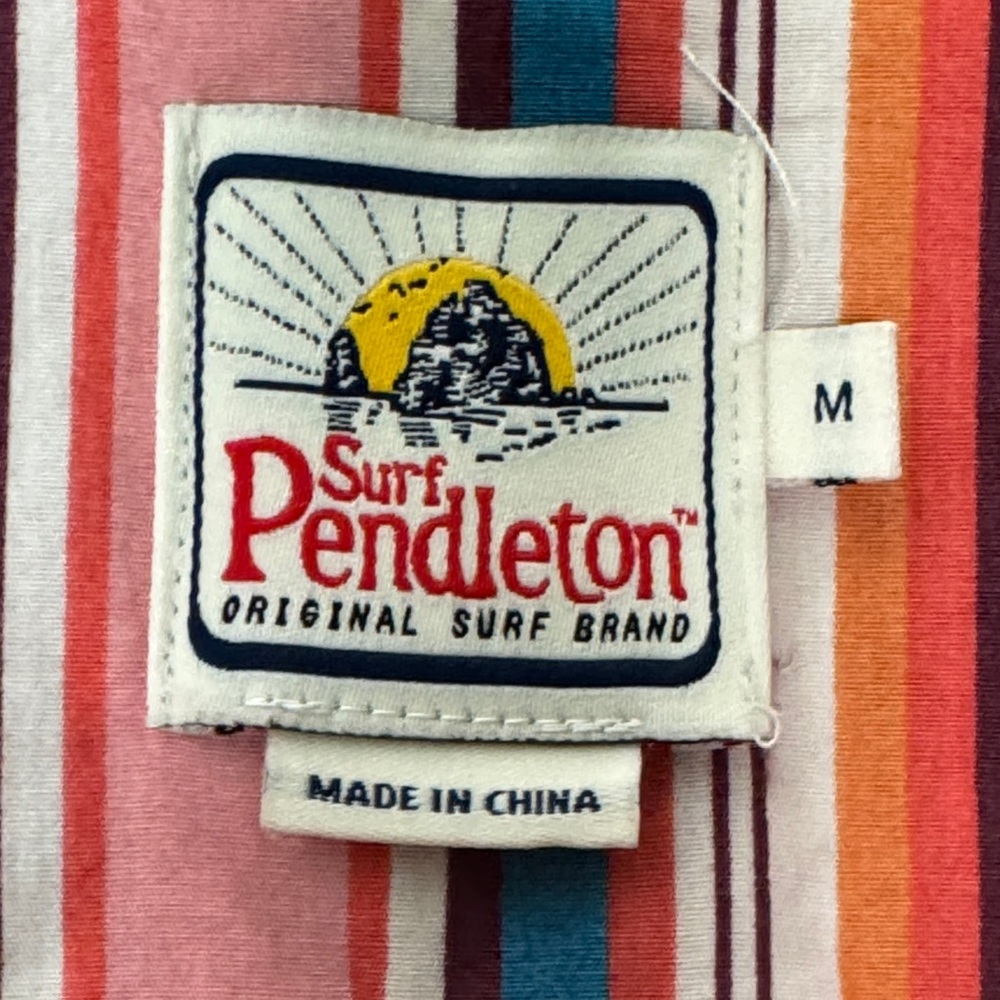 Surf
Pendleton™
ORIGINAL SURF BRAND
M
MADE IN CHINA